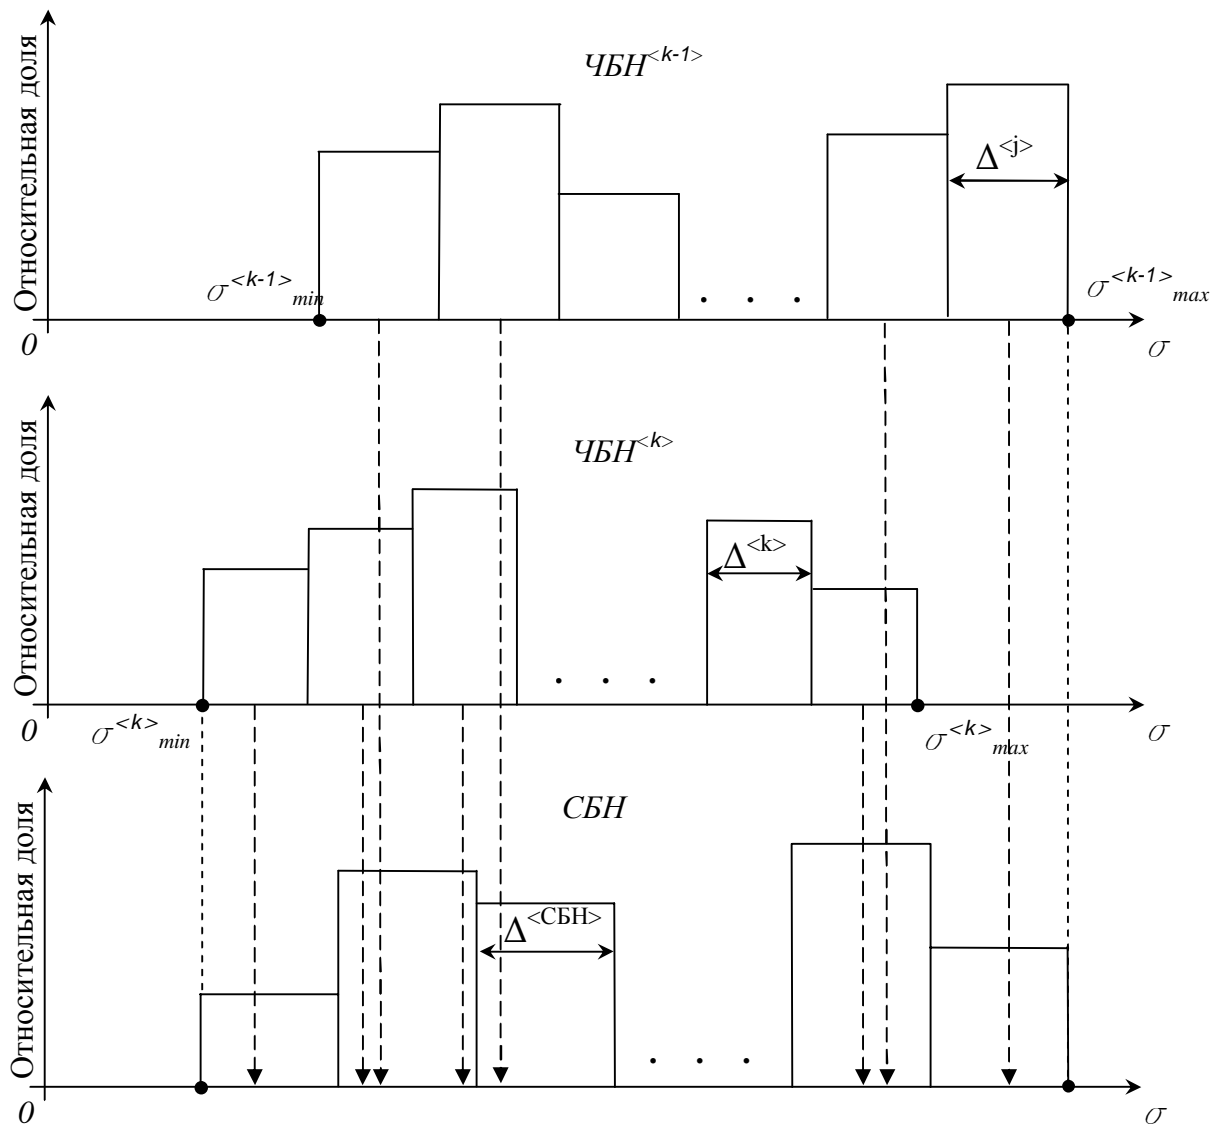 Относительная доля
ЧБН<k-1>
Δ<j>
σ<k-1>min
σ<k-1>max
. . .
0
σ
Относительная доля
ЧБН<k>
Δ<k>
. . .
0
σ<k>min
σ<k>max
σ
Относительная доля
СБН
Δ<СБН>
. . .
0
σ